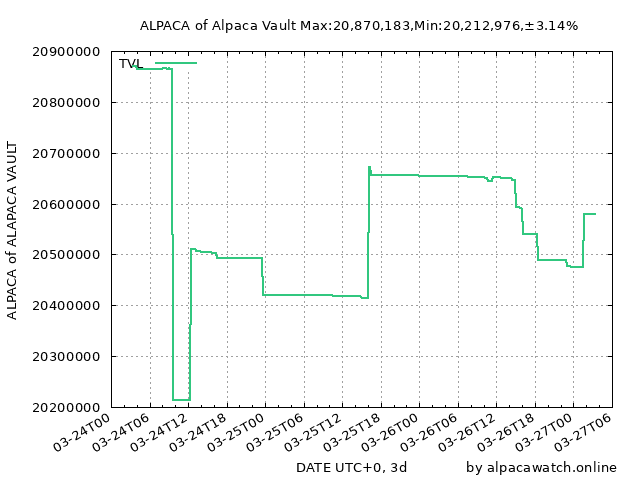 ALPACA of Alpaca Vault Max:20,870,183,Min:20,212,976,±3.14%
TVL
20900000
20800000
20700000
20600000
20500000
20400000
20300000
20200000
ALPACA of ALAPACA VAULT
03-24T00
03-24T06
03-24T12
03-24T18
03-25T00
03-25T06
03-25T12
03-25T18
03-26T00
03-26T06
03-26T12
03-26T18
03-27T00
03-27T06
DATE UTC+0, 3d
by alpacawatch.online